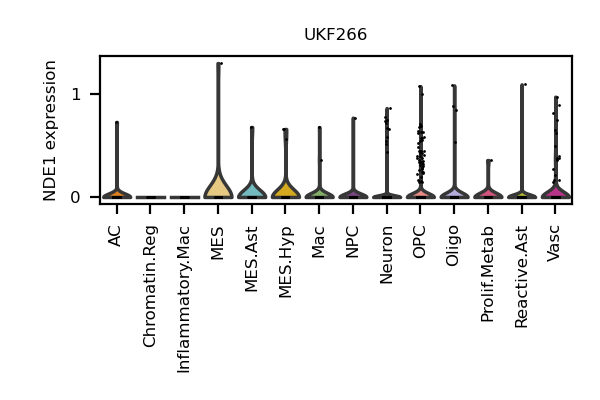 UKF266
NDE1 expression
1
0
AC
Chromatin.Reg
Inflammatory.Mac
MES
MES.Ast
MES.Hyp
Mac
NPC
Neuron
OPC
Oligo
Prolif.Metab
Reactive.Ast
Vasc